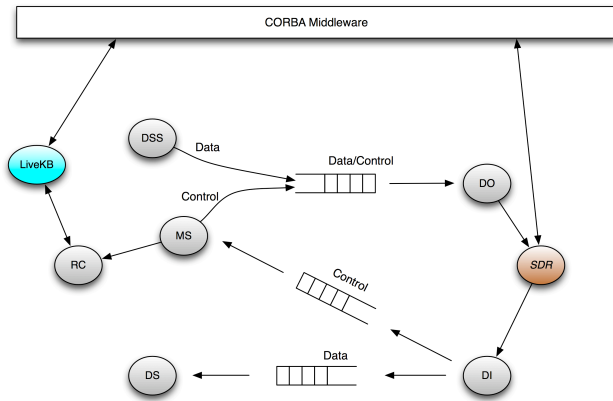 CORBA Middleware
DSS
Data
Data/Control
LiveKB
Control
DO
MS
RC
SDR
Control
Data
DS
DI